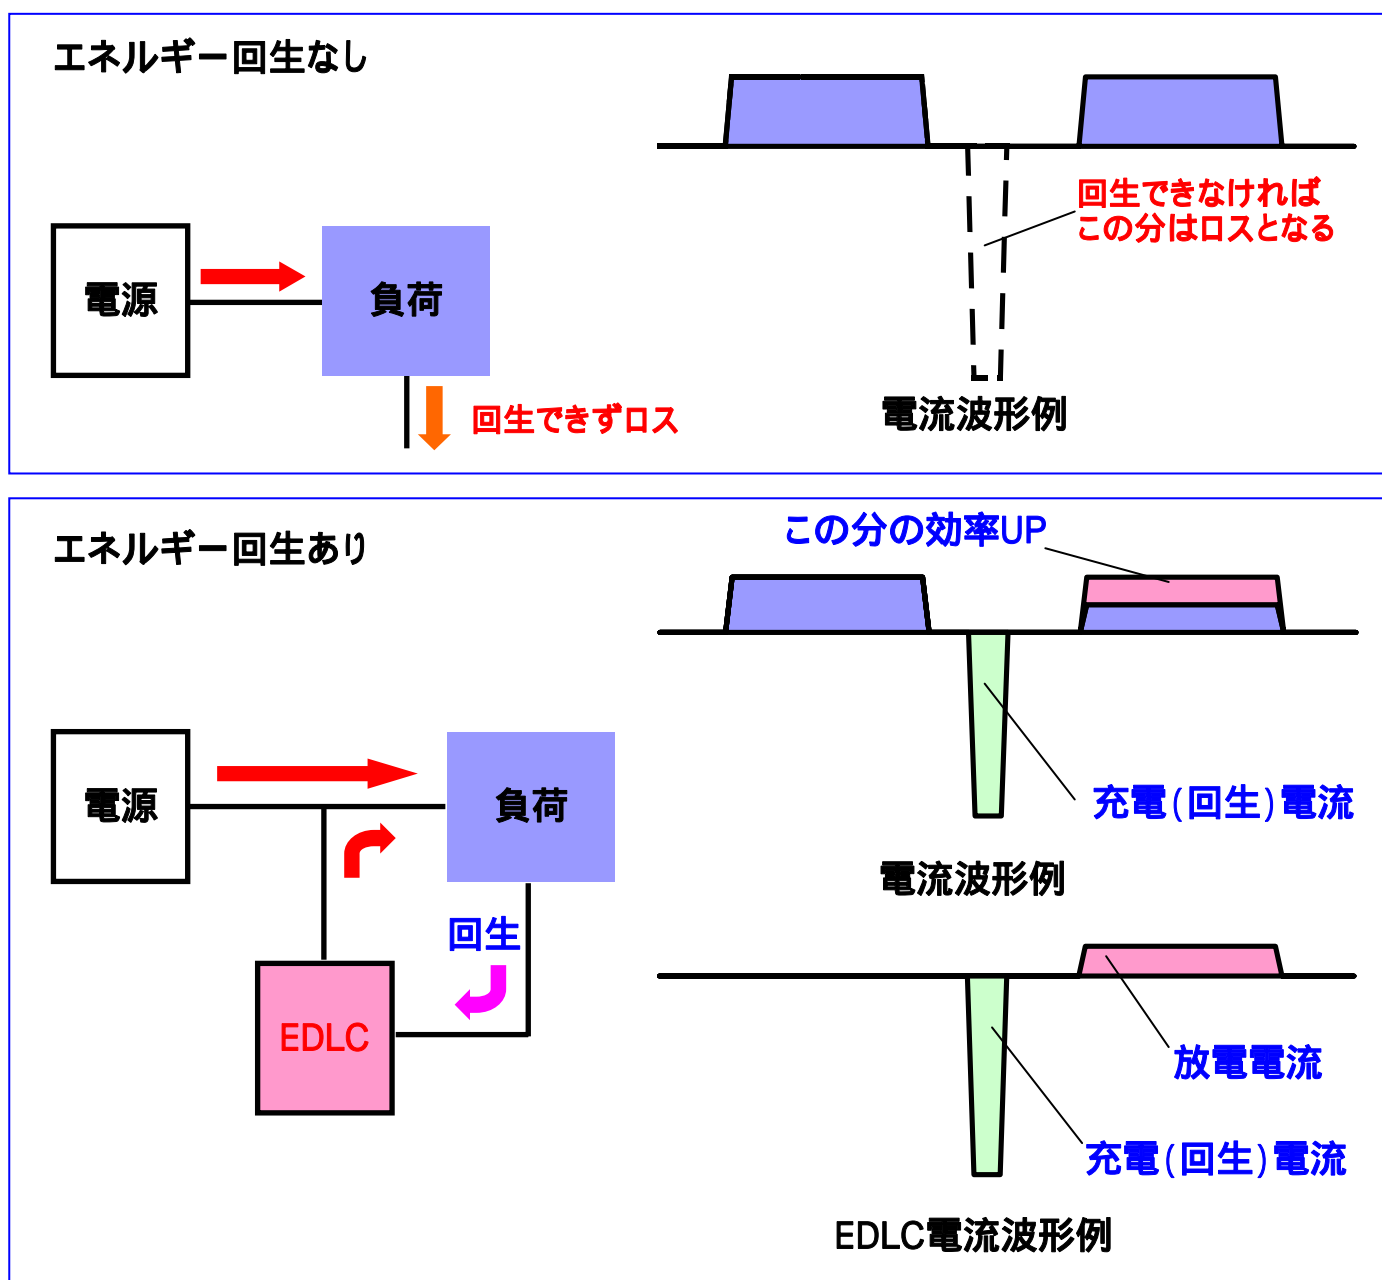 エネルギー回生なし
回生できなければ
この分はロスとなる
電源
負荷
回生できずロス
電流波形例
エネルギー回生あり
この分の効率UP
電源
負荷
充電(回生)電流
電流波形例
回生
EDLC
放電電流
充電(回生)電流
EDLC電流波形例